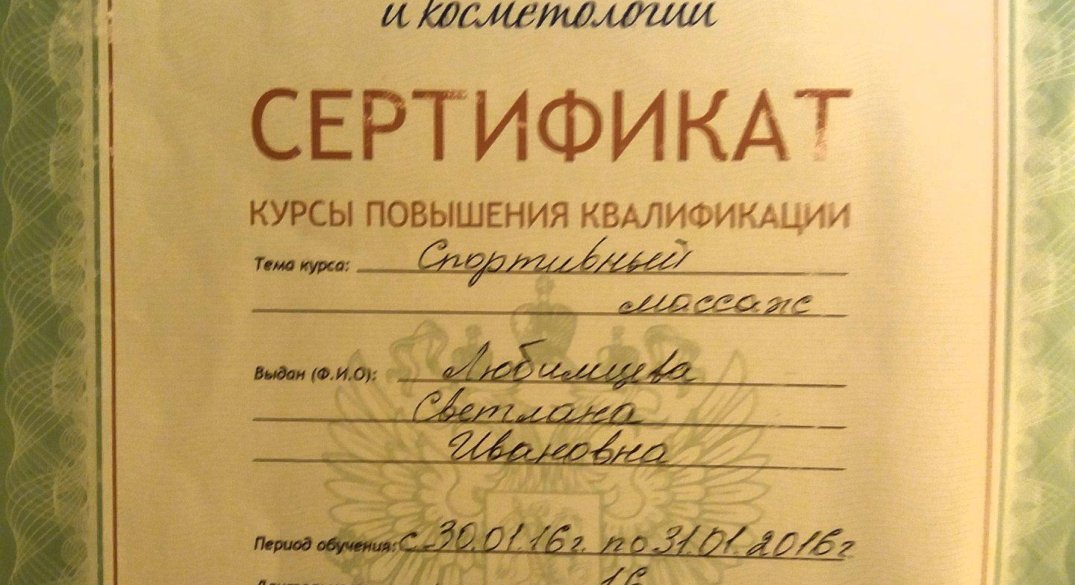 и косметологии
СЕРТИФИКАТ
КУРСЫ ПОВЫШЕНИЯ КВАЛИФИКАЦИИ
Тема курса: Спортивный
массаж
Выдан (Ф.И.О): Любимцева
Светлана
Ивановна
Период обучения: с 30.01.16г. по 31.01.2016г
16